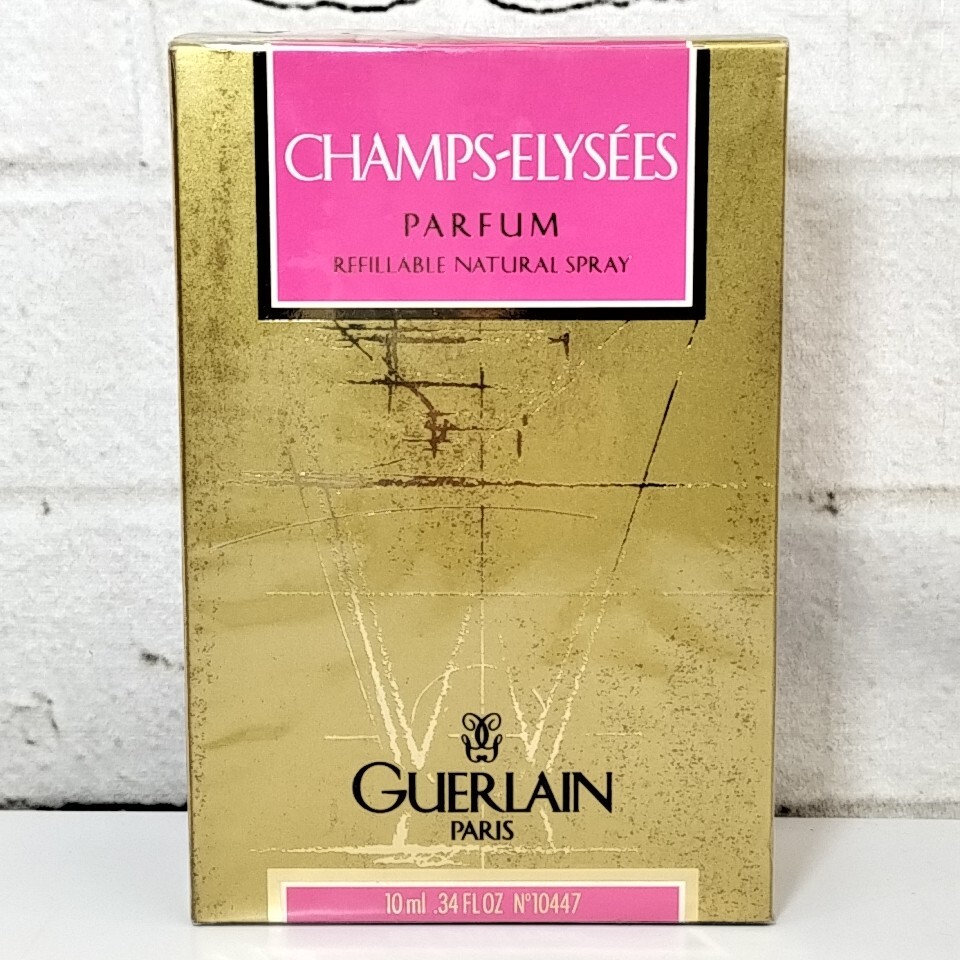 CHAMPS-ELYSÉES
PARFUM
REFILLABLE NATURAL SPRAY
GUERLAIN
PARIS
10 ml .34 FL OZ N°10447